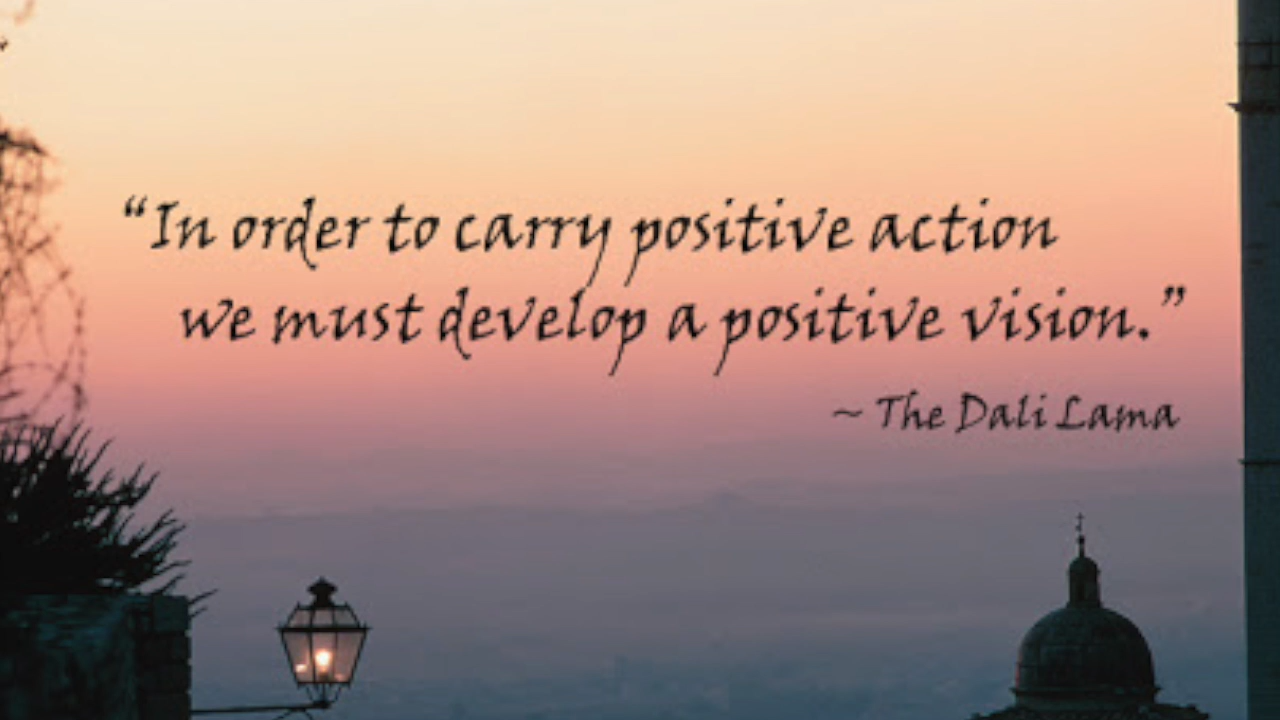 “In order to carry positive action
we must develop a positive vision.”
~ The Dali Lama